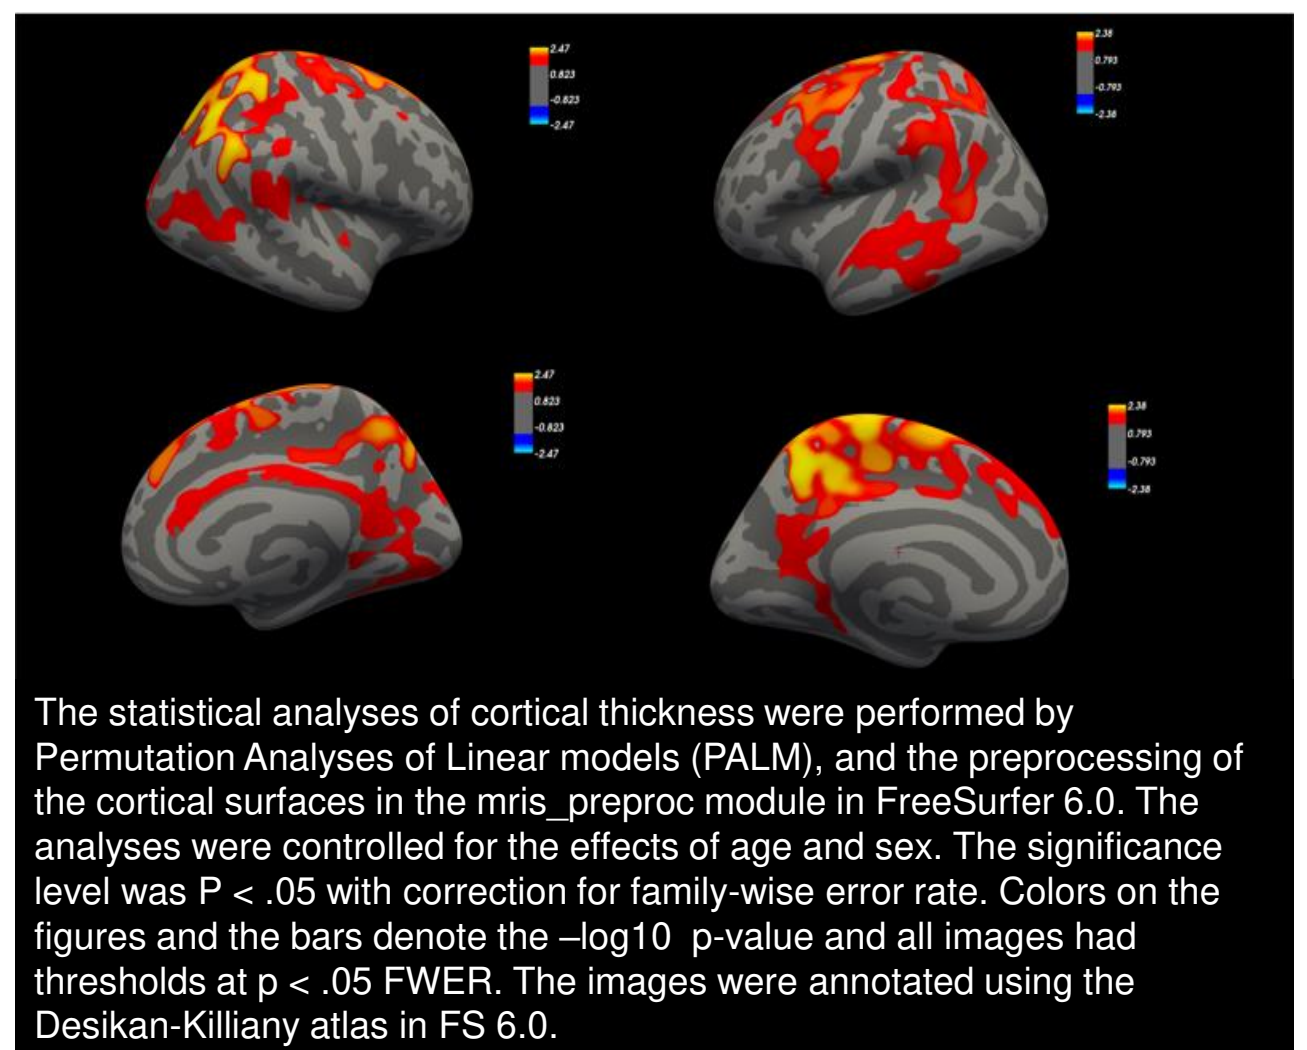 2.47
0.823
-0.823
-2.47
2.38
0.793
-0.793
-2.38
2.47
0.823
-0.823
-2.47
2.38
0.793
-0.793
-2.38
The statistical analyses of cortical thickness were performed by
Permutation Analyses of Linear models (PALM), and the preprocessing of
the cortical surfaces in the mris_preproc module in FreeSurfer 6.0. The
analyses were controlled for the effects of age and sex. The significance
level was P < .05 with correction for family-wise error rate. Colors on the
figures and the bars denote the –log10  p-value and all images had
thresholds at p < .05 FWER. The images were annotated using the
Desikan-Killiany atlas in FS 6.0.